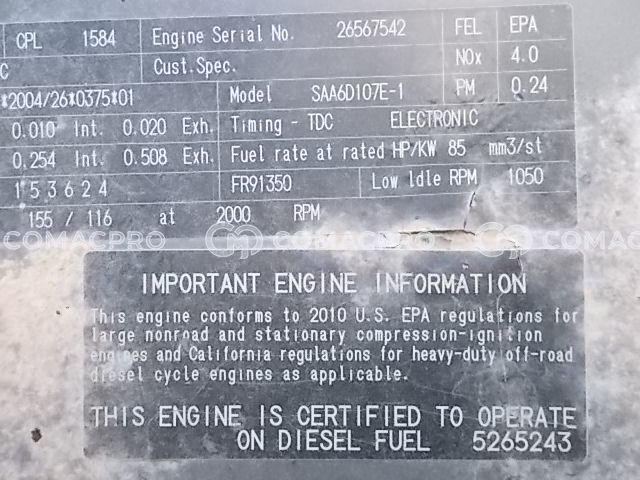 CPL 1584 Engine Serial No. 26567542 FEL EPA
C Cust.Spec. NOx 4.0
*2004/26*0375*01 Model SAA6D107E-1 PM 0.24
0.010 Int. 0.020 Exh. Timing - TDC ELECTRONIC
0.254 Int. 0.508 Exh. Fuel rate at rated HP/KW 85 mm3/st
153624 FR91350 Low Idle RPM 1050
155 / 116 at 2000 RPM
COMACPRO COMACPRO COMACPRO
IMPORTANT ENGINE INFORMATION
This engine conforms to 2010 U.S. EPA regulations for
large nonroad and stationary compression-ignition
engines and California regulations for heavy-duty off-road
diesel cycle engines as applicable.
THIS ENGINE IS CERTIFIED TO OPERATE
ON DIESEL FUEL 5265243